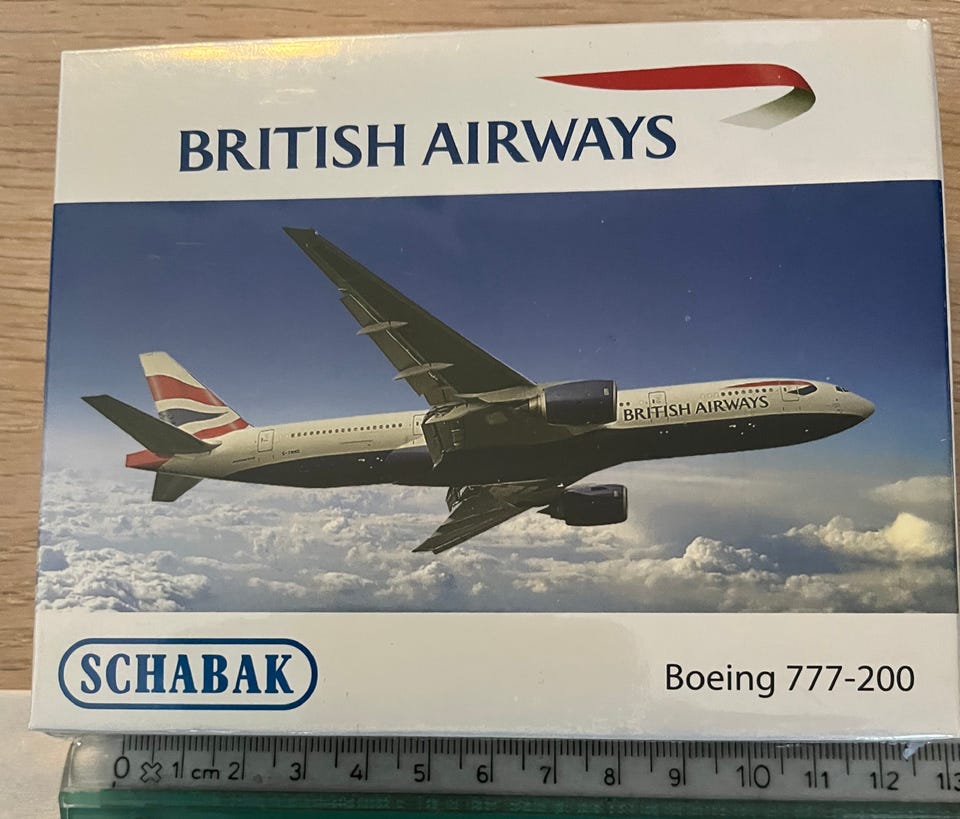 BRITISH AIRWAYS
BRITISH AIRWAYS
SCHABAK
Boeing 777-200
0 1 cm 2 3 4 5 6 7 8 9 10 11 12 13